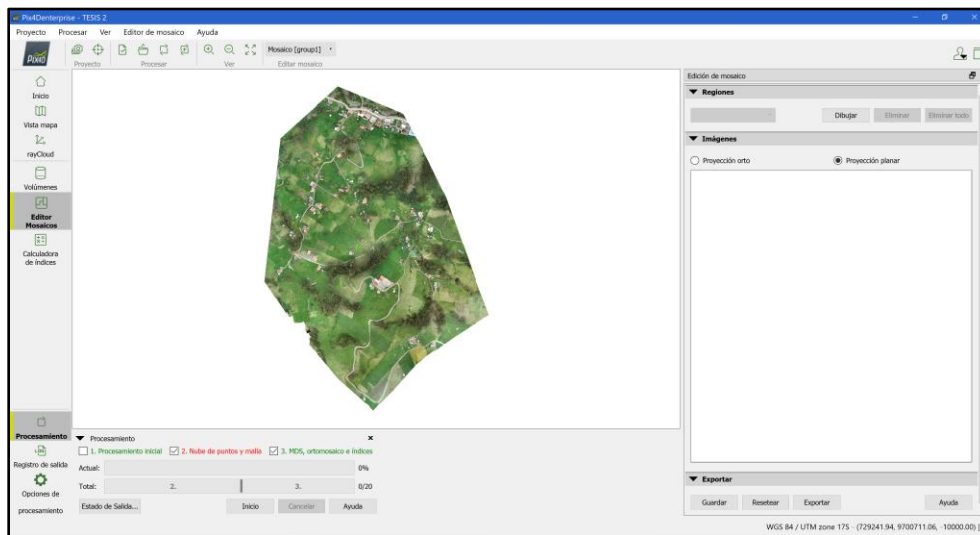 Pix4Denterprise - TESIS 2
Proyecto Procesar Ver Editor de mosaico Ayuda
PIX4D
Mosaico [group1]
Proyecto Procesar Ver Editar mosaico
Inicio
Vista mapa
rayCloud
Volúmenes
Editor
Mosaicos
Calculadora
de índices
Edición de mosaico
Regiones
Dibujar Eliminar Eliminar todo
Imágenes
Proyección orto Proyección planar
Procesamiento
Registro de salida
Opciones de
procesamiento
Procesamiento
1. Procesamiento inicial 2. Nube de puntos y malla 3. MDS, ortomosaico e índices
Actual: 0%
Total: 2. 3. 0/20
Estado de Salida... Inicio Cancelar Ayuda
Exportar
Guardar Resetear Exportar Ayuda
WGS 84 / UTM zone 17S - (729241.94, 9700711.06, -10000.00) [